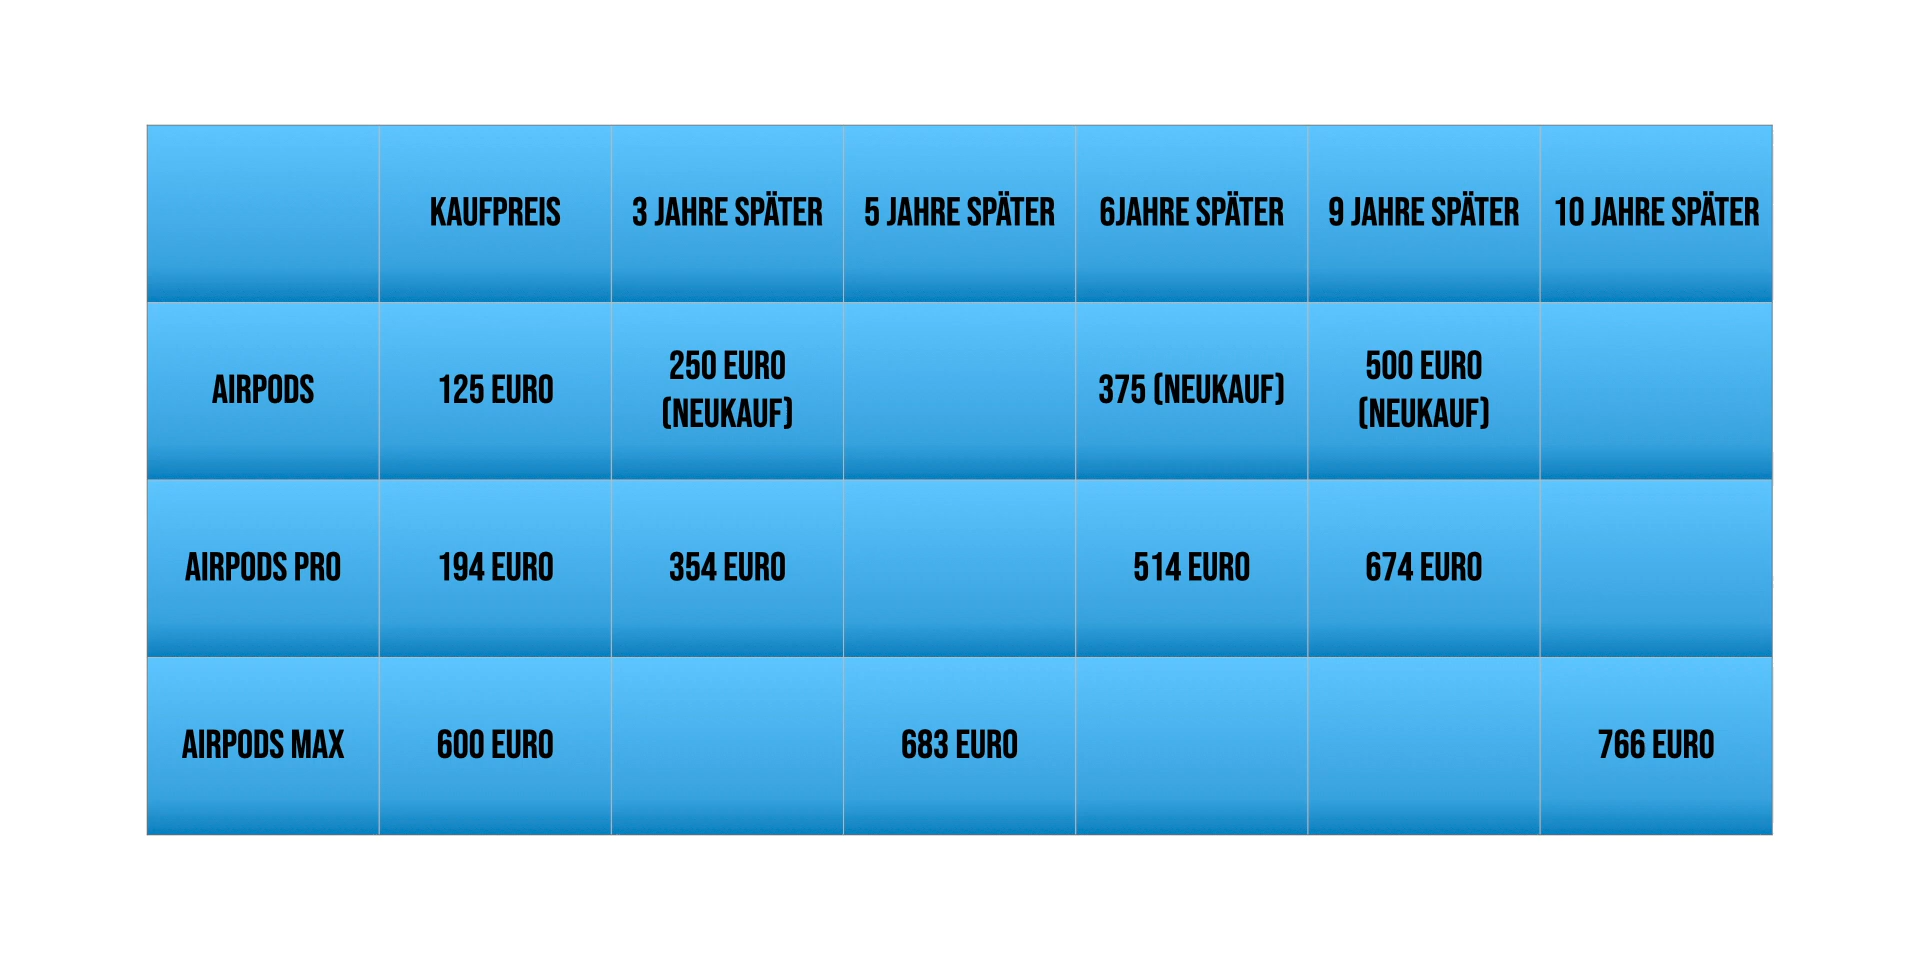 KAUFPREIS
3 JAHRE SPÄTER
5 JAHRE SPÄTER
6JAHRE SPÄTER
9 JAHRE SPÄTER
10 JAHRE SPÄTER
AIRPODS
125 EURO
250 EURO
(NEUKAUF)
375 (NEUKAUF)
500 EURO
(NEUKAUF)
AIRPODS PRO
194 EURO
354 EURO
514 EURO
674 EURO
AIRPODS MAX
600 EURO
683 EURO
766 EURO